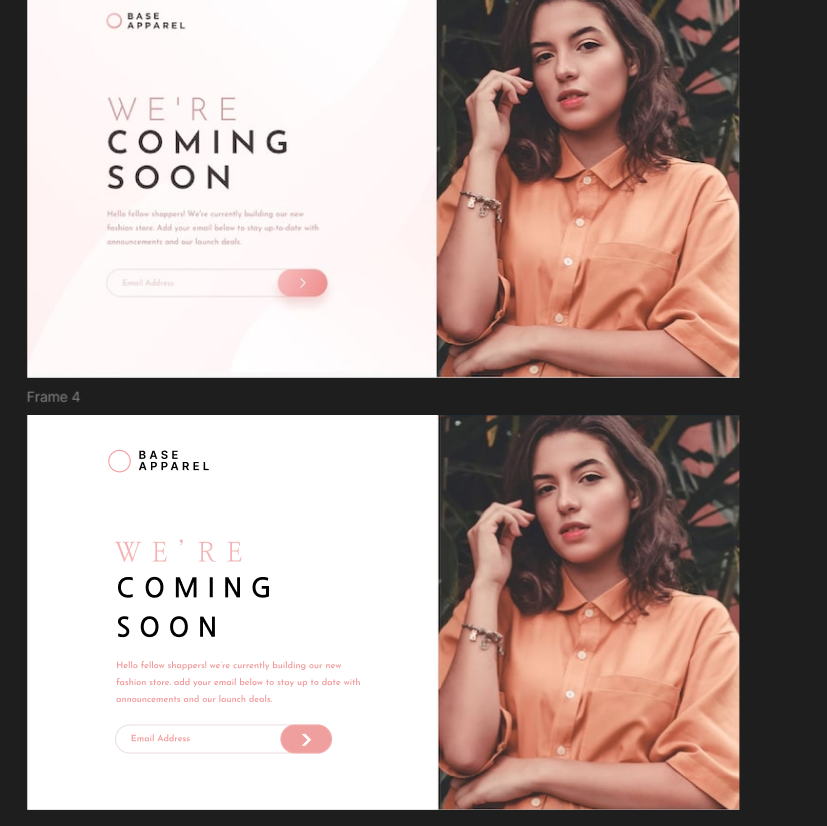 BASE
APPAREL
WE'RE
COMING
SOON
Hello fellow shoppers! We're currently building our new
fashion store. Add your email below to stay up-to-date with
announcements and our launch deals.
Email Address
Frame 4
BASE
APPAREL
WE’RE
COMING
SOON
Hello fellow shappers! we're currently building our new
fashion store. add your email below to stay up to date with
announcements and our launch deals.
Email Address